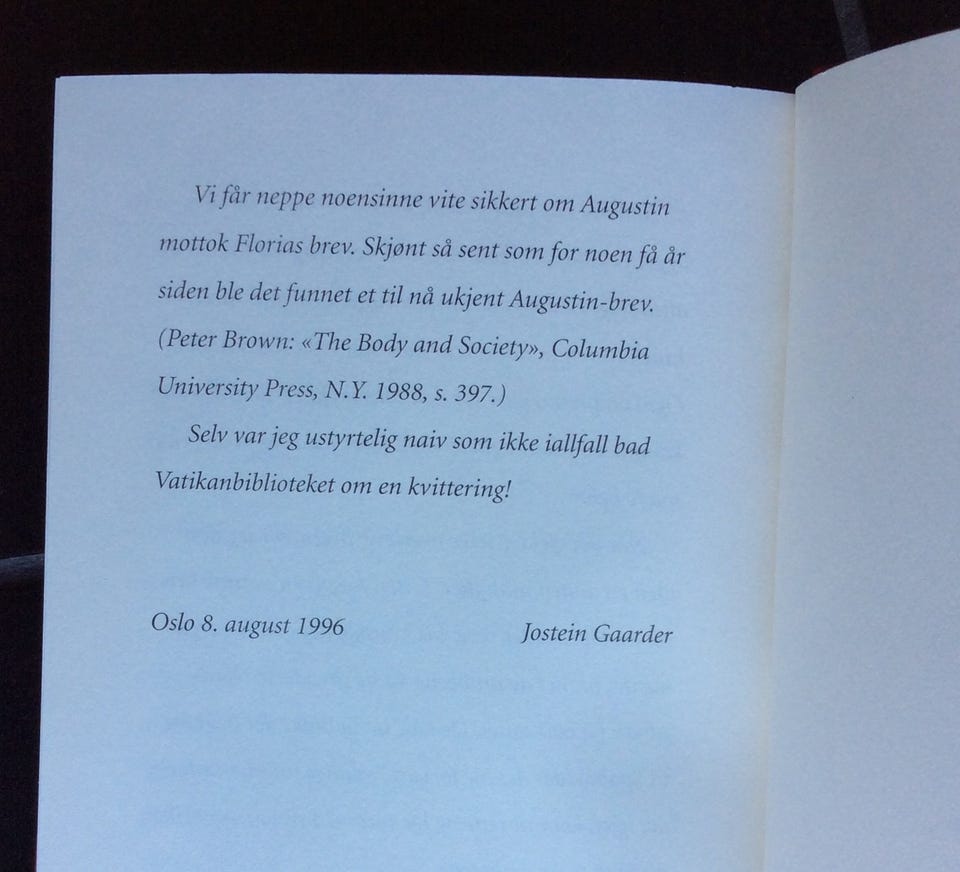 Vi får neppe noensinne vite sikkert om Augustin
mottok Florias brev. Skjønt så sent som for noen få år
siden ble det funnet et til nå ukjent Augustin-brev.
(Peter Brown: «The Body and Society», Columbia
University Press, N.Y. 1988, s. 397.)
Selv var jeg ustyrtelig naiv som ikke iallfall bad
Vatikanbiblioteket om en kvittering!
Oslo 8. august 1996 Jostein Gaarder